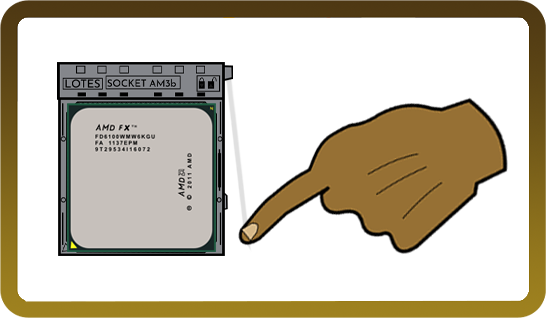 LOTES SOCKET AM3b
AMD FX™
FD6100WMW6KGU
FA 1137EPM
9T29534I16072
AMD
© 2011 AMD
®